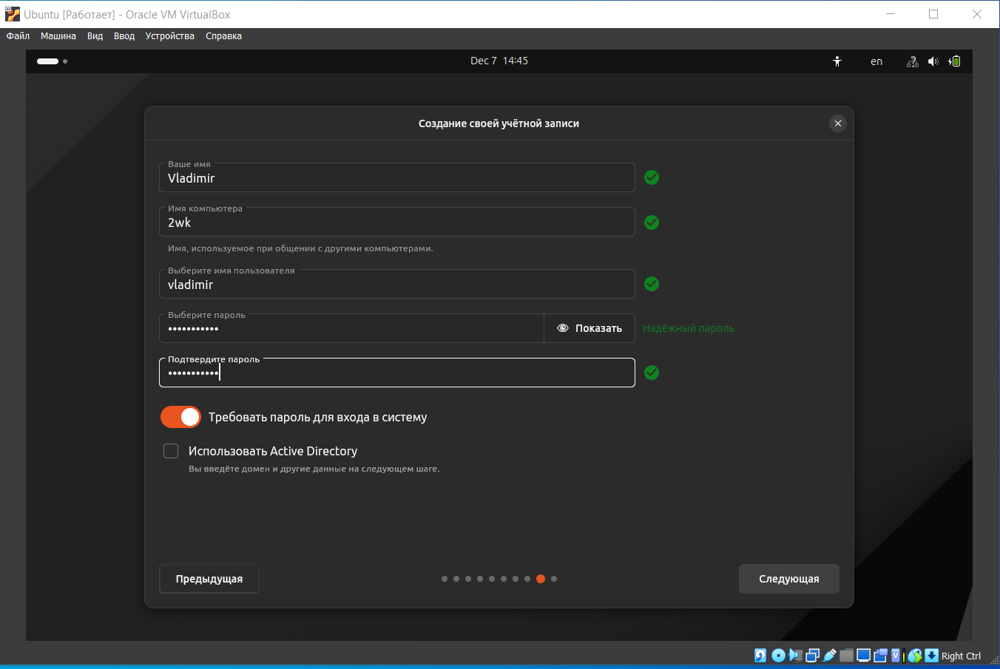 Ubuntu [Работает] - Oracle VM VirtualBox
Файл Машина Вид Ввод Устройства Справка
Dec 7 14:45
en
Создание своей учётной записи
Ваше имя
Vladimir
Имя компьютера
2wk
Имя, используемое при общении с другими компьютерами.
Выберите имя пользователя
vladimir
Выберите пароль
••••••••••• Показать Надёжный пароль
Подтвердите пароль
•••••••••••
Требовать пароль для входа в систему
Использовать Active Directory
Вы введёте домен и другие данные на следующем шаге.
Предыдущая Следующая
Right Ctrl